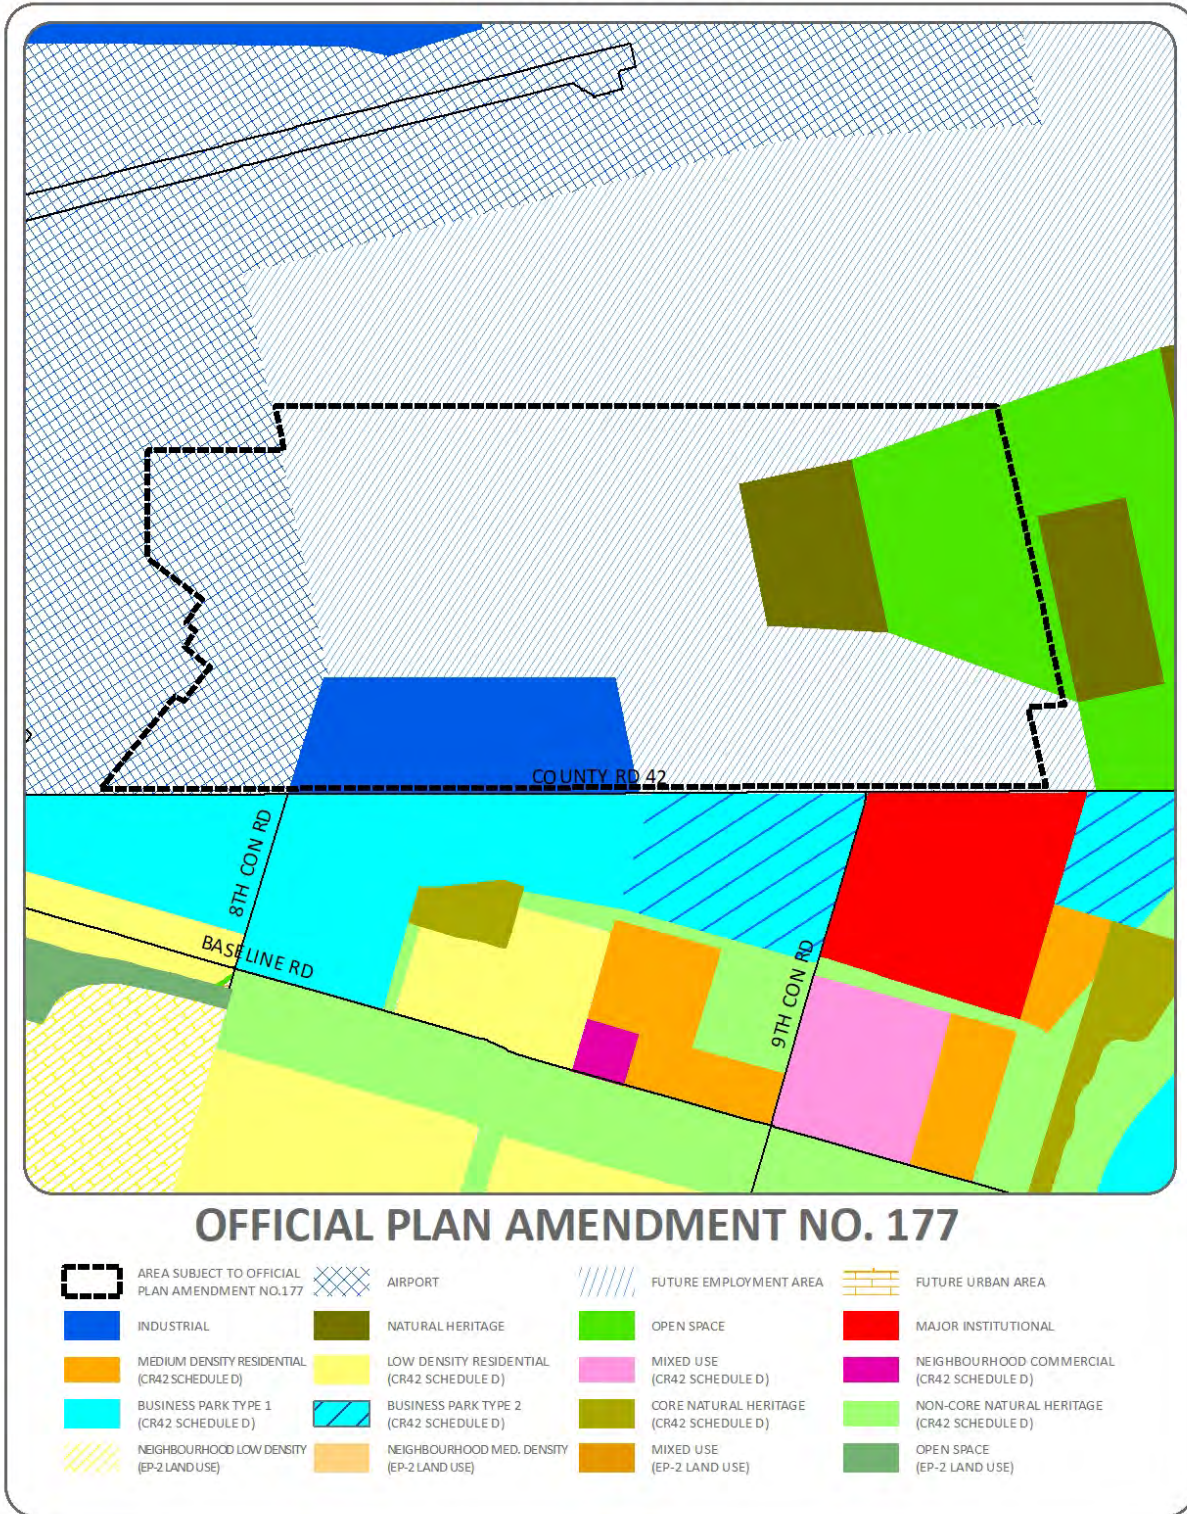 COUNTY RD 42
8TH CON RD
BASELINE RD
9TH CON RD
OFFICIAL PLAN AMENDMENT NO. 177
AREA SUBJECT TO OFFICIAL
PLAN AMENDMENT NO.177
AIRPORT
FUTURE EMPLOYMENT AREA
FUTURE URBAN AREA
INDUSTRIAL
NATURAL HERITAGE
OPEN SPACE
MAJOR INSTITUTIONAL
MEDIUM DENSITY RESIDENTIAL
(CR42 SCHEDULE D)
LOW DENSITY RESIDENTIAL
(CR42 SCHEDULE D)
MIXED USE
(CR42 SCHEDULE D)
NEIGHBOURHOOD COMMERCIAL
(CR42 SCHEDULE D)
BUSINESS PARK TYPE 1
(CR42 SCHEDULE D)
BUSINESS PARK TYPE 2
(CR42 SCHEDULE D)
CORE NATURAL HERITAGE
(CR42 SCHEDULE D)
NON-CORE NATURAL HERITAGE
(CR42 SCHEDULE D)
NEIGHBOURHOOD LOW DENSITY
(EP-2 LAND USE)
NEIGHBOURHOOD MED. DENSITY
(EP-2 LAND USE)
MIXED USE
(EP-2 LAND USE)
OPEN SPACE
(EP-2 LAND USE)